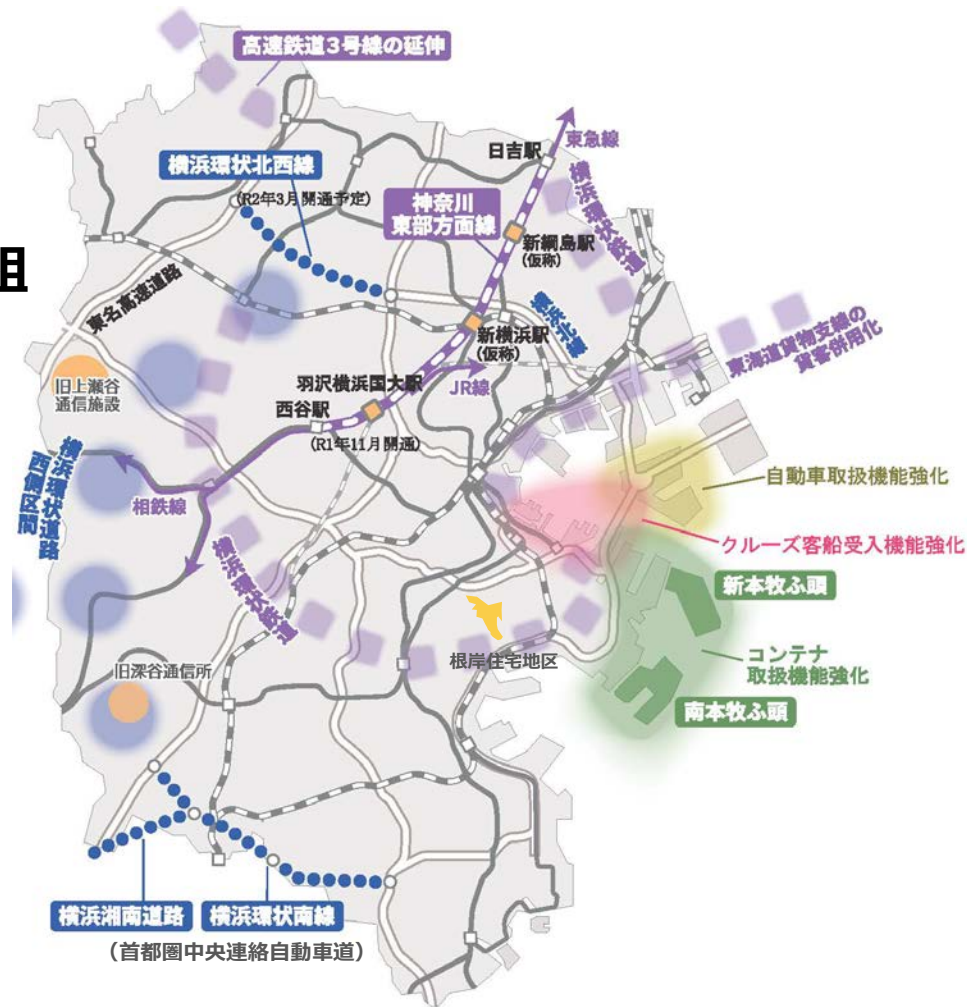 高速鉄道３号線の延伸
東急線
日吉駅
横浜環状北西線
(R2年3月開通予定)
神奈川
東部方面線
横浜環状鉄道
新綱島駅
(仮称)
組
東名高速道路
横浜北線
新横浜駅
(仮称)
東海道貨物支線の
貨客併用化
羽沢横浜国大駅
JR線
旧上瀬谷
通信施設
西谷駅
(R1年11月開通)
横浜環状道路
西側区間
自動車取扱機能強化
相鉄線
クルーズ客船受入機能強化
横浜環状鉄道
新本牧ふ頭
根岸住宅地区
コンテナ
取扱機能強化
旧深谷通信所
南本牧ふ頭
横浜湘南道路
横浜環状南線
（首都圏中央連絡自動車道）